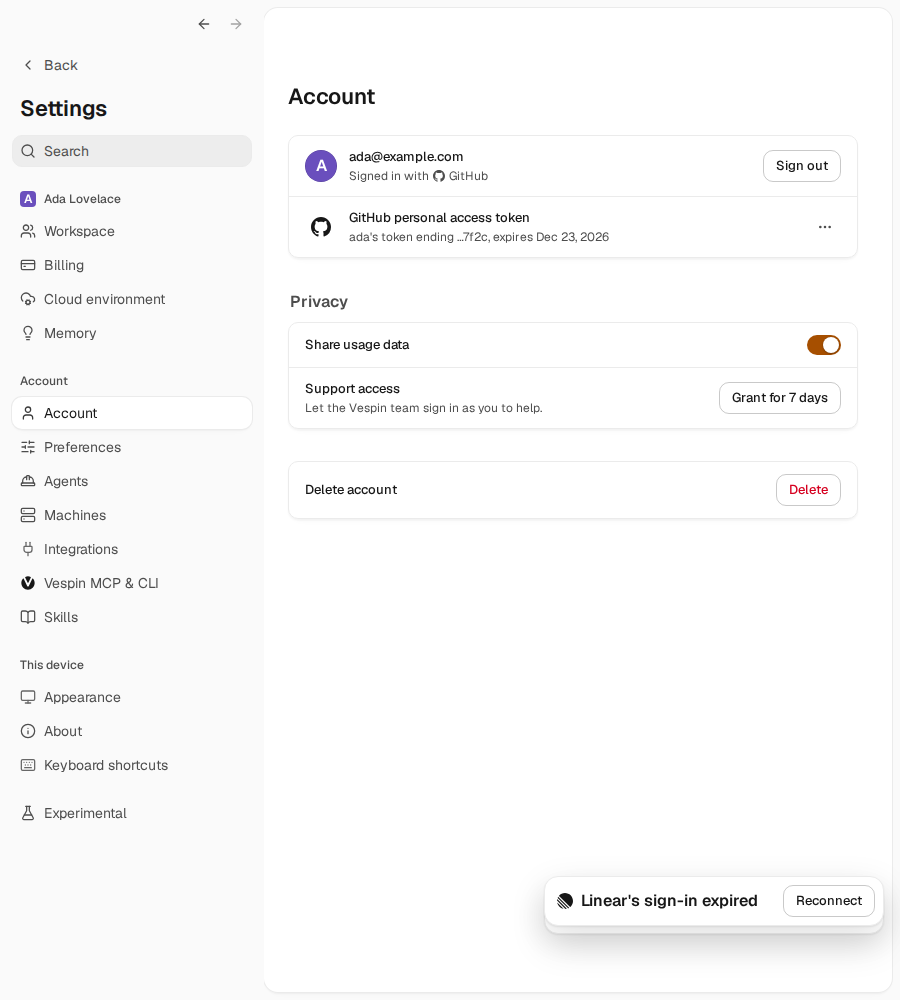 Back
Settings
Search
A Ada Lovelace
Workspace
Billing
Cloud environment
Memory
Account
Account
Preferences
Agents
Machines
Integrations
Vespin MCP & CLI
Skills
This device
Appearance
About
Keyboard shortcuts
Experimental
Account
A
ada@example.com
Signed in with GitHub
Sign out
GitHub personal access token
ada's token ending …7f2c, expires Dec 23, 2026
Privacy
Share usage data
Support access
Let the Vespin team sign in as you to help.
Grant for 7 days
Delete account
Delete
Linear's sign-in expired
Reconnect